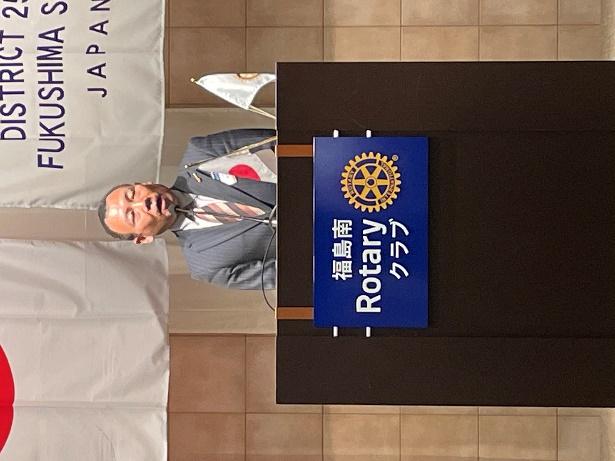 DISTRICT 25
FUKUSHIMA S
JAPAN
福島南
Rotary
クラブ